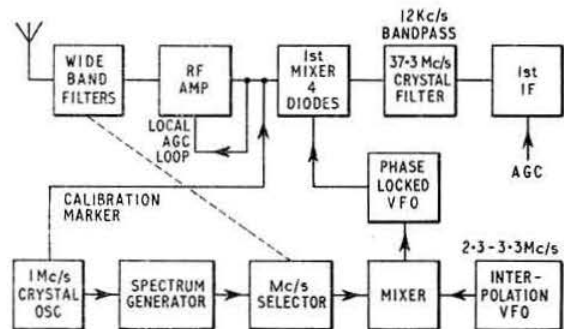 12Kc/s
BANDPASS
WIDE
BAND
FILTERS
RF
AMP
1st
MIXER
4
DIODES
37·3 Mc/s
CRYSTAL
FILTER
1st
IF
LOCAL
AGC
LOOP
AGC
CALIBRATION
MARKER
PHASE
LOCKED
VFO
2·3-3·3Mc/s
1Mc/s
CRYSTAL
OSC
SPECTRUM
GENERATOR
Mc/s
SELECTOR
MIXER
INTER-
POLATION
VFO